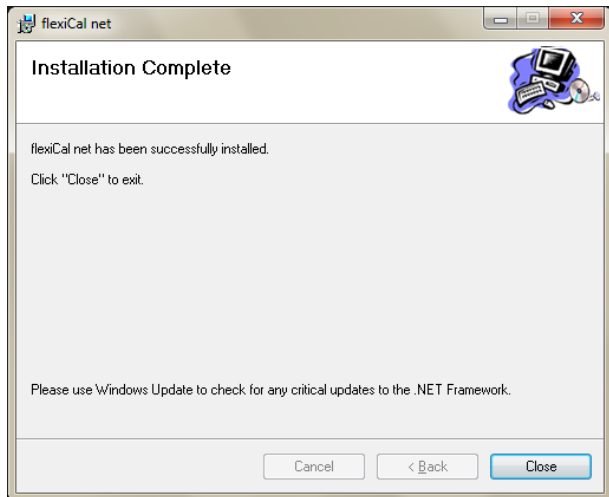 flexiCal net
Installation Complete
flexiCal net has been successfully installed.
Click "Close" to exit.
Please use Windows Update to check for any critical updates to the .NET Framework.
Cancel
< Back
Close